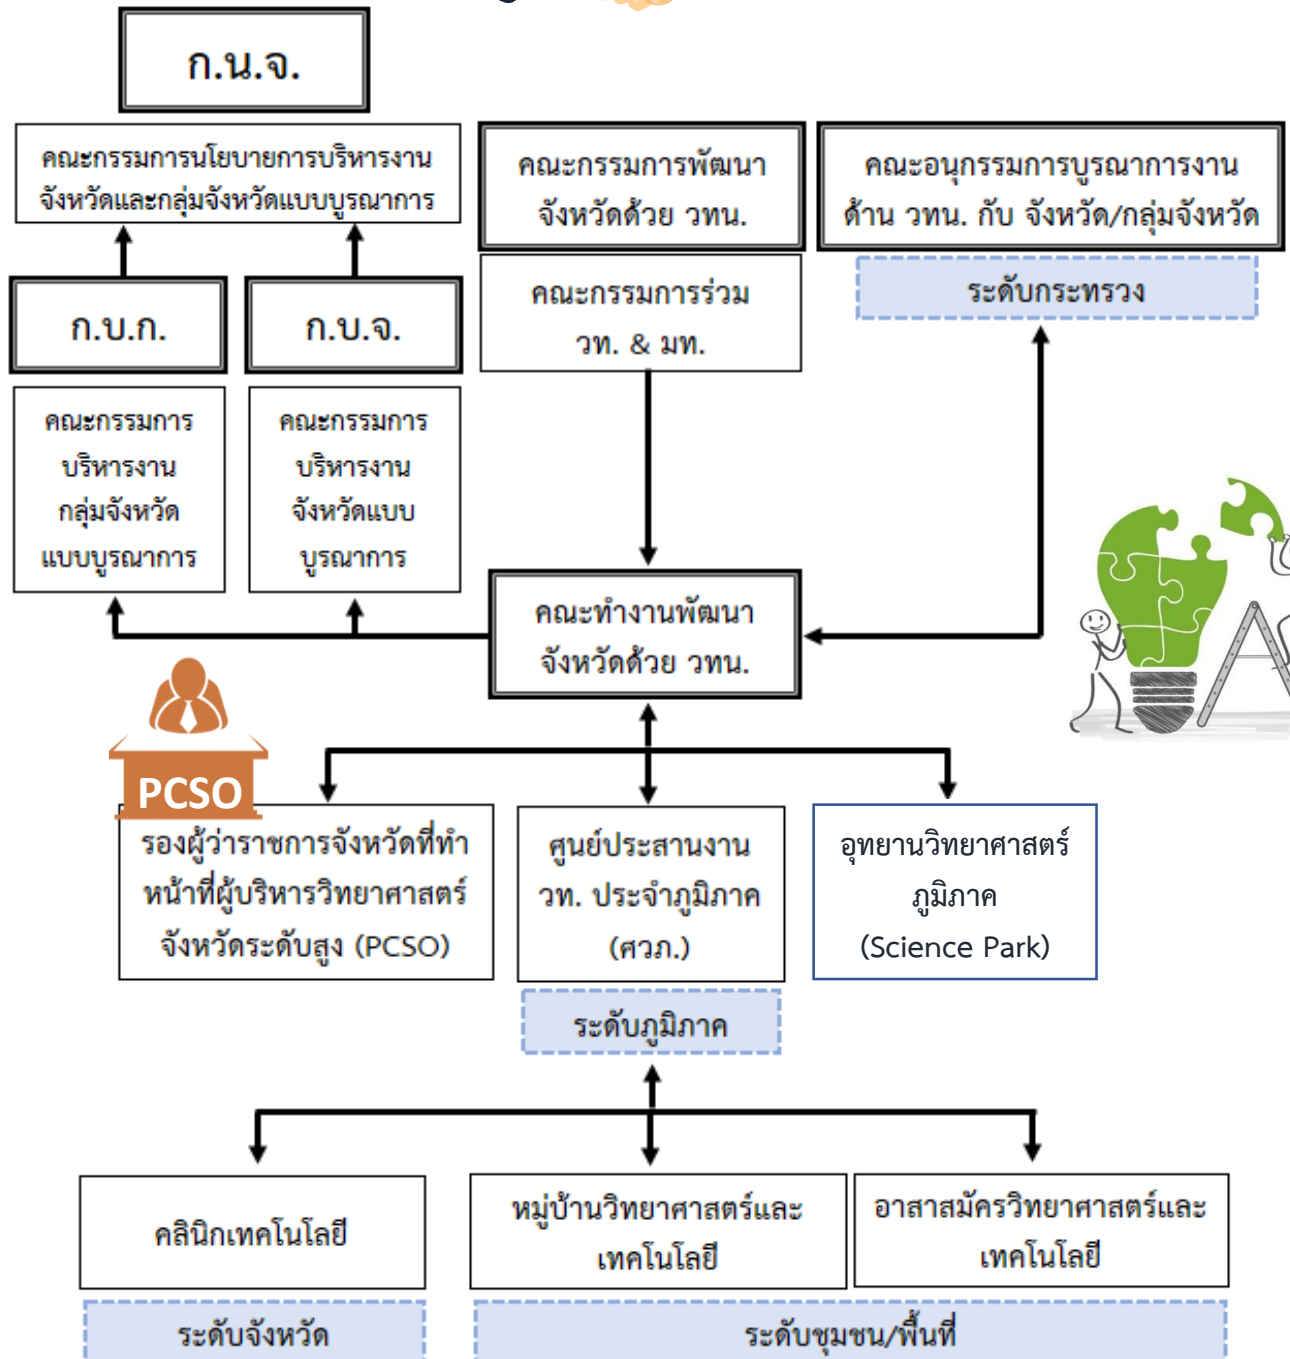 ก.น.จ.
คณะกรรมการนโยบายการบริหารงาน
จังหวัดและกลุ่มจังหวัดแบบบูรณาการ
คณะกรรมการพัฒนา
จังหวัดด้วย วทน.
คณะอนุกรรมการบูรณาการงาน
ด้าน วทน. กับ จังหวัด/กลุ่มจังหวัด
ระดับกระทรวง
คณะกรรมการร่วม
วท. & มท.
ก.บ.ก.
ก.บ.จ.
คณะกรรมการ
บริหารงาน
กลุ่มจังหวัด
แบบบูรณาการ
คณะกรรมการ
บริหารงาน
จังหวัดแบบ
บูรณาการ
คณะทำงานพัฒนา
จังหวัดด้วย วทน.
PCSO
รองผู้ว่าราชการจังหวัดที่ทำ
หน้าที่ผู้บริหารวิทยาศาสตร์
จังหวัดระดับสูง (PCSO)
ศูนย์ประสานงาน
วท. ประจำภูมิภาค
(ศวภ.)
อุทยานวิทยาศาสตร์
ภูมิภาค
(Science Park)
ระดับภูมิภาค
คลินิกเทคโนโลยี
หมู่บ้านวิทยาศาสตร์และ
เทคโนโลยี
อาสาสมัครวิทยาศาสตร์และ
เทคโนโลยี
ระดับจังหวัด
ระดับชุมชน/พื้นที่